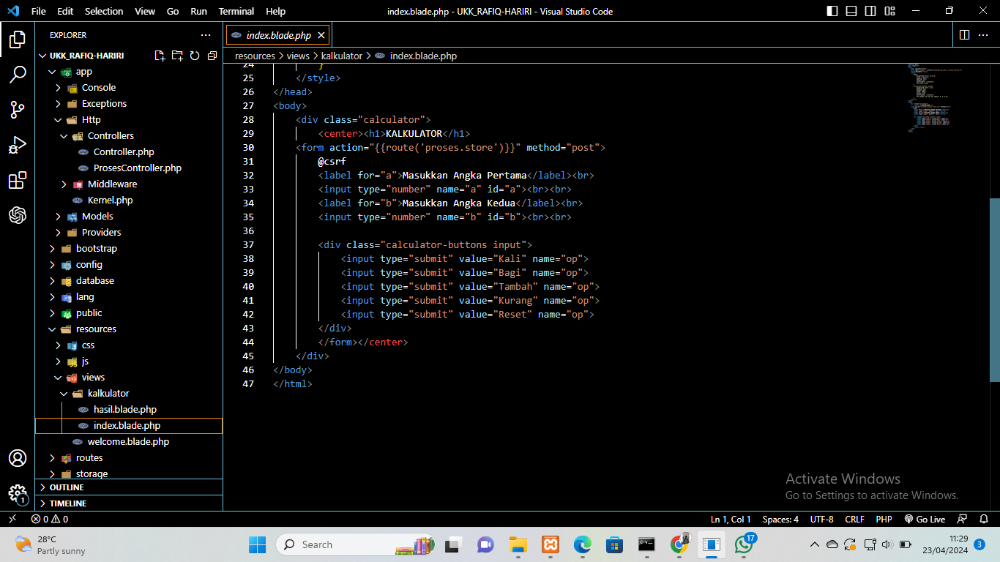 File Edit Selection View Go Run Terminal Help
index.blade.php - UKK_RAFIQ-HARIRI - Visual Studio Code
EXPLORER
UKK_RAFIQ-HARIRI
app
Console
Exceptions
Http
Controllers
Controller.php
ProsesController.php
Middleware
Kernel.php
Models
Providers
bootstrap
config
database
lang
public
resources
css
js
views
kalkulator
hasil.blade.php
index.blade.php
welcome.blade.php
routes
storage
OUTLINE
TIMELINE
index.blade.php
resources > views > kalkulator > index.blade.php
24 }
25 </style>
26 </head>
27 <body>
28 <div class="calculator">
29 <center><h1>KALKULATOR</h1>
30 <form action="{{route('proses.store')}}" method="post">
31 @csrf
32 <label for="a">Masukkan Angka Pertama</label><br>
33 <input type="number" name="a" id="a"><br><br>
34 <label for="b">Masukkan Angka Kedua</label><br>
35 <input type="number" name="b" id="b"><br><br>
36
37 <div class="calculator-buttons input">
38 <input type="submit" value="Kali" name="op">
39 <input type="submit" value="Bagi" name="op">
40 <input type="submit" value="Tambah" name="op">
41 <input type="submit" value="Kurang" name="op">
42 <input type="submit" value="Reset" name="op">
43 </div>
44 </form></center>
45 </div>
46 </body>
47 </html>
Activate Windows
Go to Settings to activate Windows.
1
0 0
Ln 1, Col 1 Spaces: 4 UTF-8 CRLF PHP Go Live
28°C
Partly sunny
Search
17
11:29
23/04/2024
3